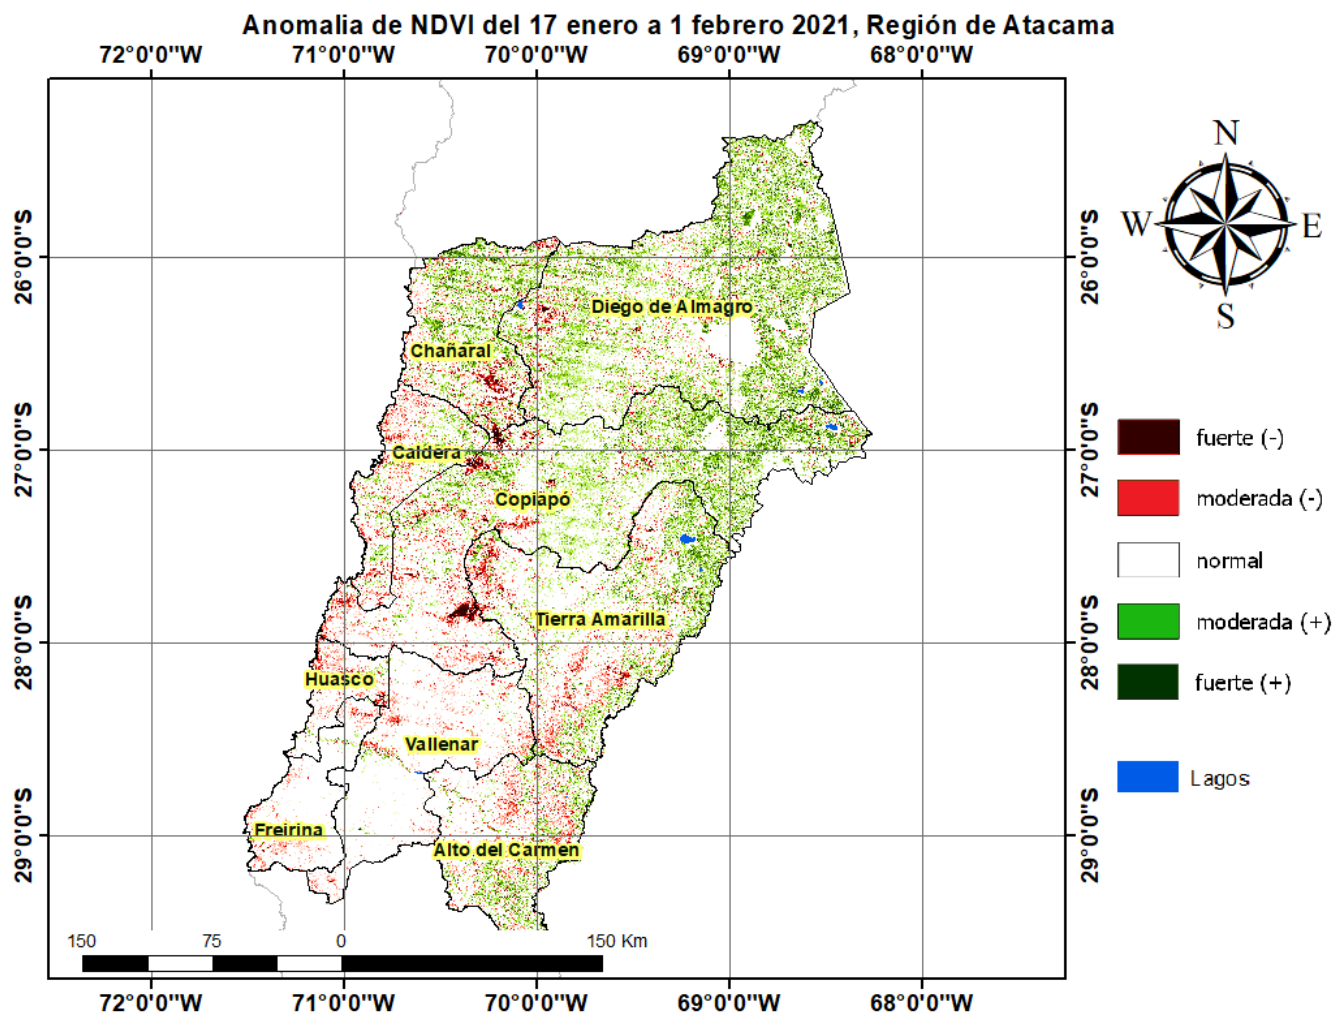 Anomalia de NDVI del 17 enero a 1 febrero 2021, Región de Atacama
72°0'0"W 71°0'0"W 70°0'0"W 69°0'0"W 68°0'0"W
N
W E
S
26°0'0"S 26°0'0"S
Diego de Almagro
Chañaral
27°0'0"S 27°0'0"S
Caldera
Copiapó
Tierra Amarilla
28°0'0"S 28°0'0"S
Huasco
Vallenar
Freirina
29°0'0"S 29°0'0"S
Alto del Carmen
fuerte (-)
moderada (-)
normal
moderada (+)
fuerte (+)
Lagos
150 75 0 150 Km
72°0'0"W 71°0'0"W 70°0'0"W 69°0'0"W 68°0'0"W